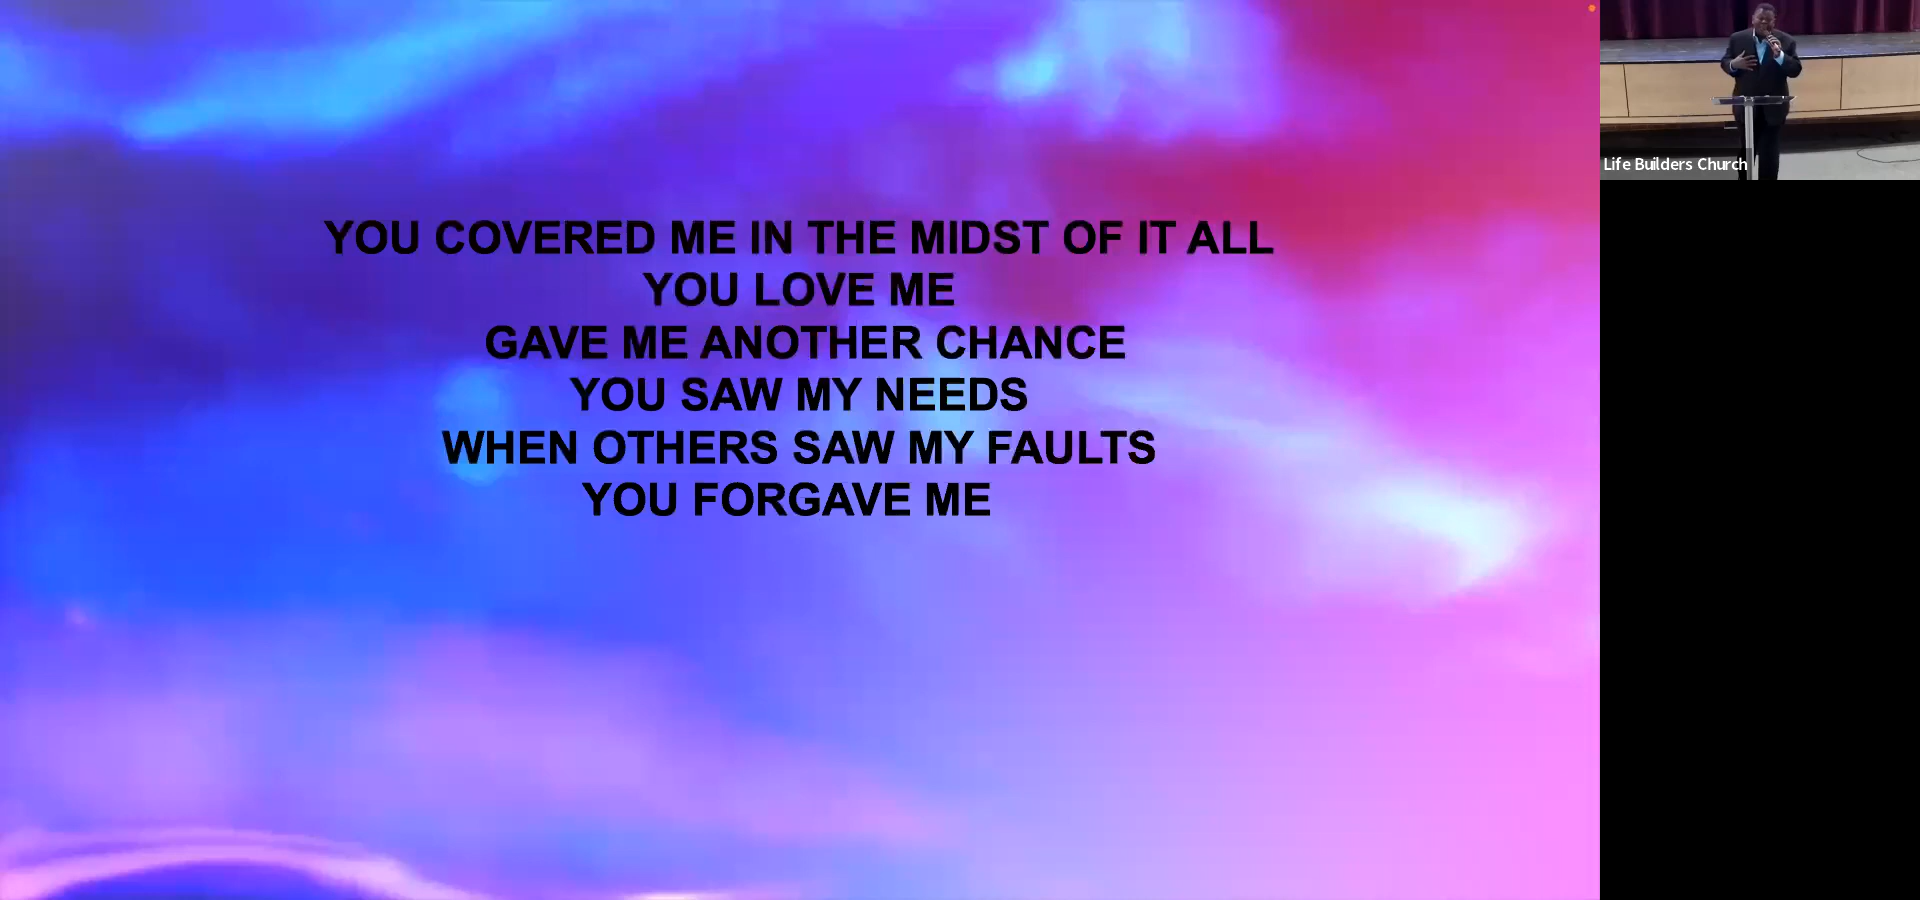 YOU COVERED ME IN THE MIDST OF IT ALL
YOU LOVE ME
GAVE ME ANOTHER CHANCE
YOU SAW MY NEEDS
WHEN OTHERS SAW MY FAULTS
YOU FORGAVE ME
Life Builders Church